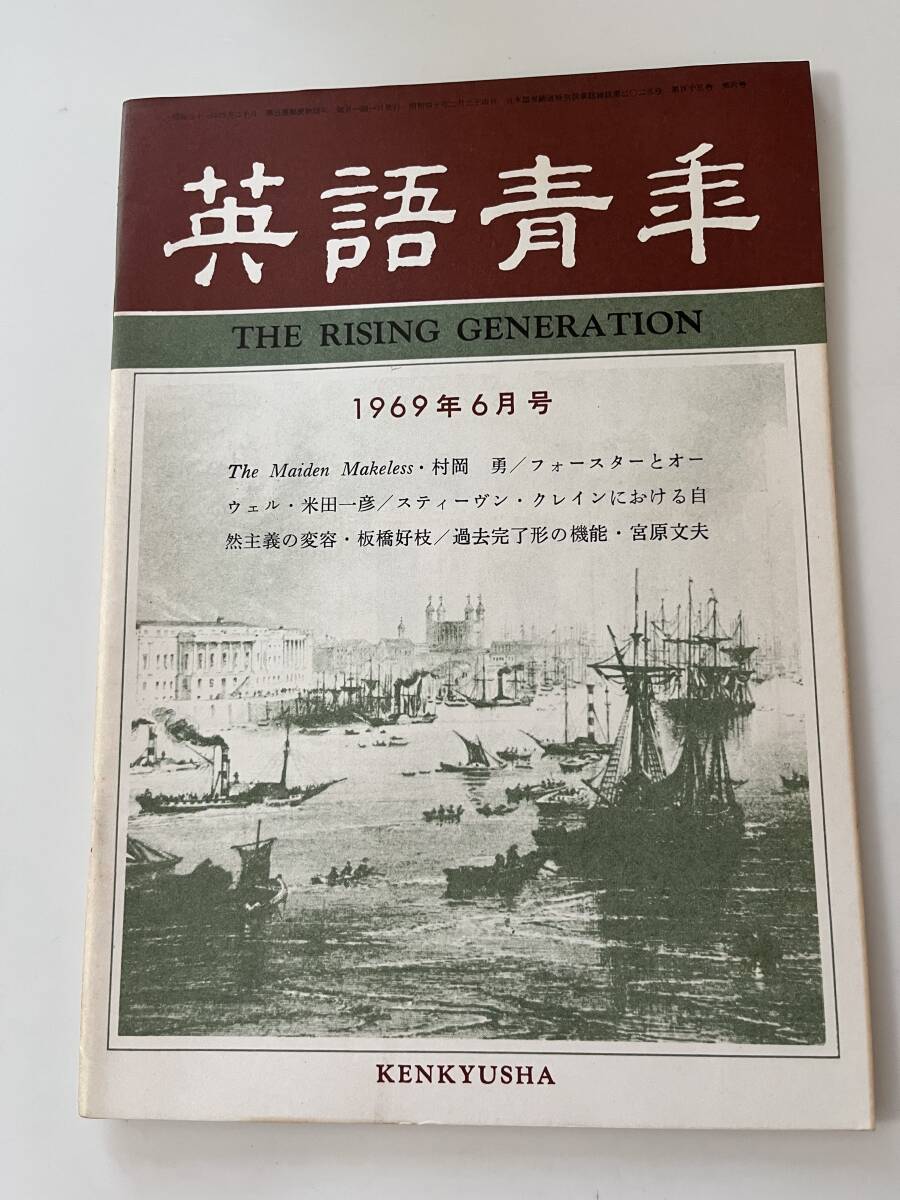 英語青年
THE RISING GENERATION
1969年6月号
The Maiden Makeless・村岡 勇／フォースターとオー
ウェル・米田一彦／スティーヴン・クレインにおける自
然主義の変容・板橋好枝／過去完了形の機能・宮原文夫
KENKYUSHA